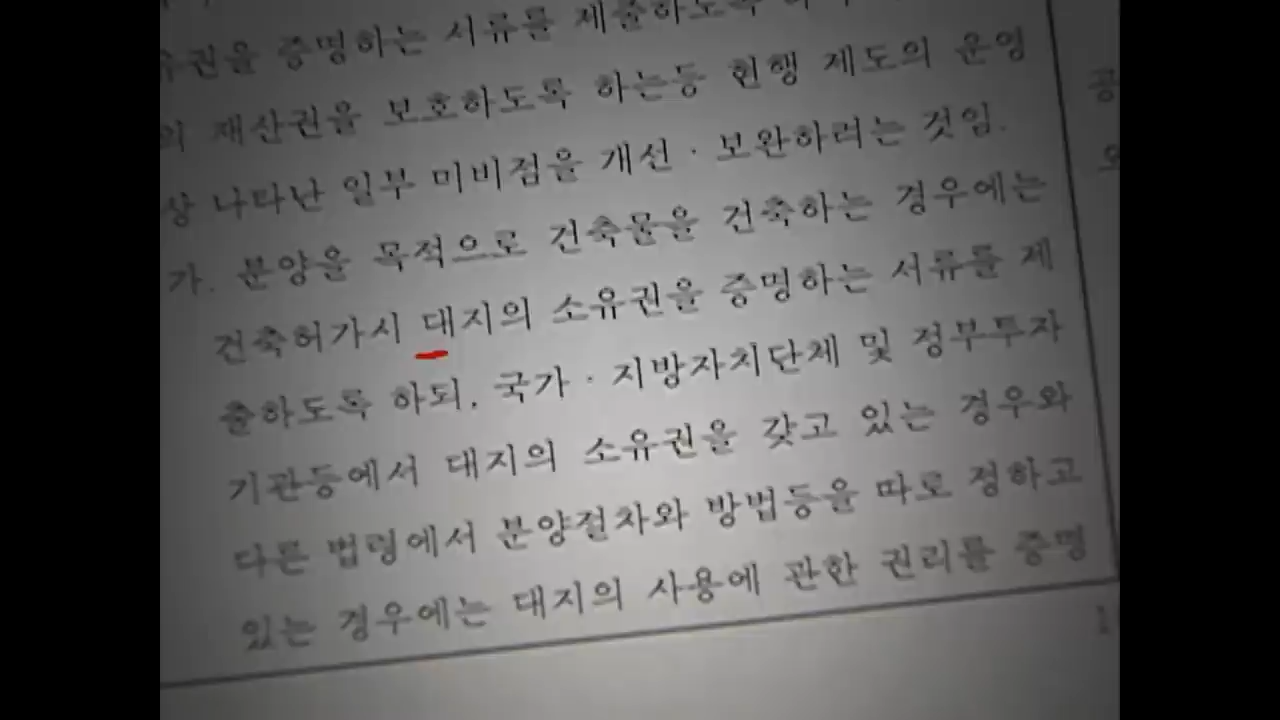 유권을 증명하는 서류를 제출하도록
의 재산권을 보호하도록 하는등 현행 제도의 운영
상 나타난 일부 미비점을 개선·보완하려는 것임.
가. 분양을 목적으로 건축물을 건축하는 경우에는
건축허가시 대지의 소유권을 증명하는 서류를 제
출하도록 하되, 국가·지방자치단체 및 정부투자
기관등에서 대지의 소유권을 갖고 있는 경우와
다른 법령에서 분양절차와 방법등을 따로 정하고
있는 경우에는 대지의 사용에 관한 권리를 증명
공